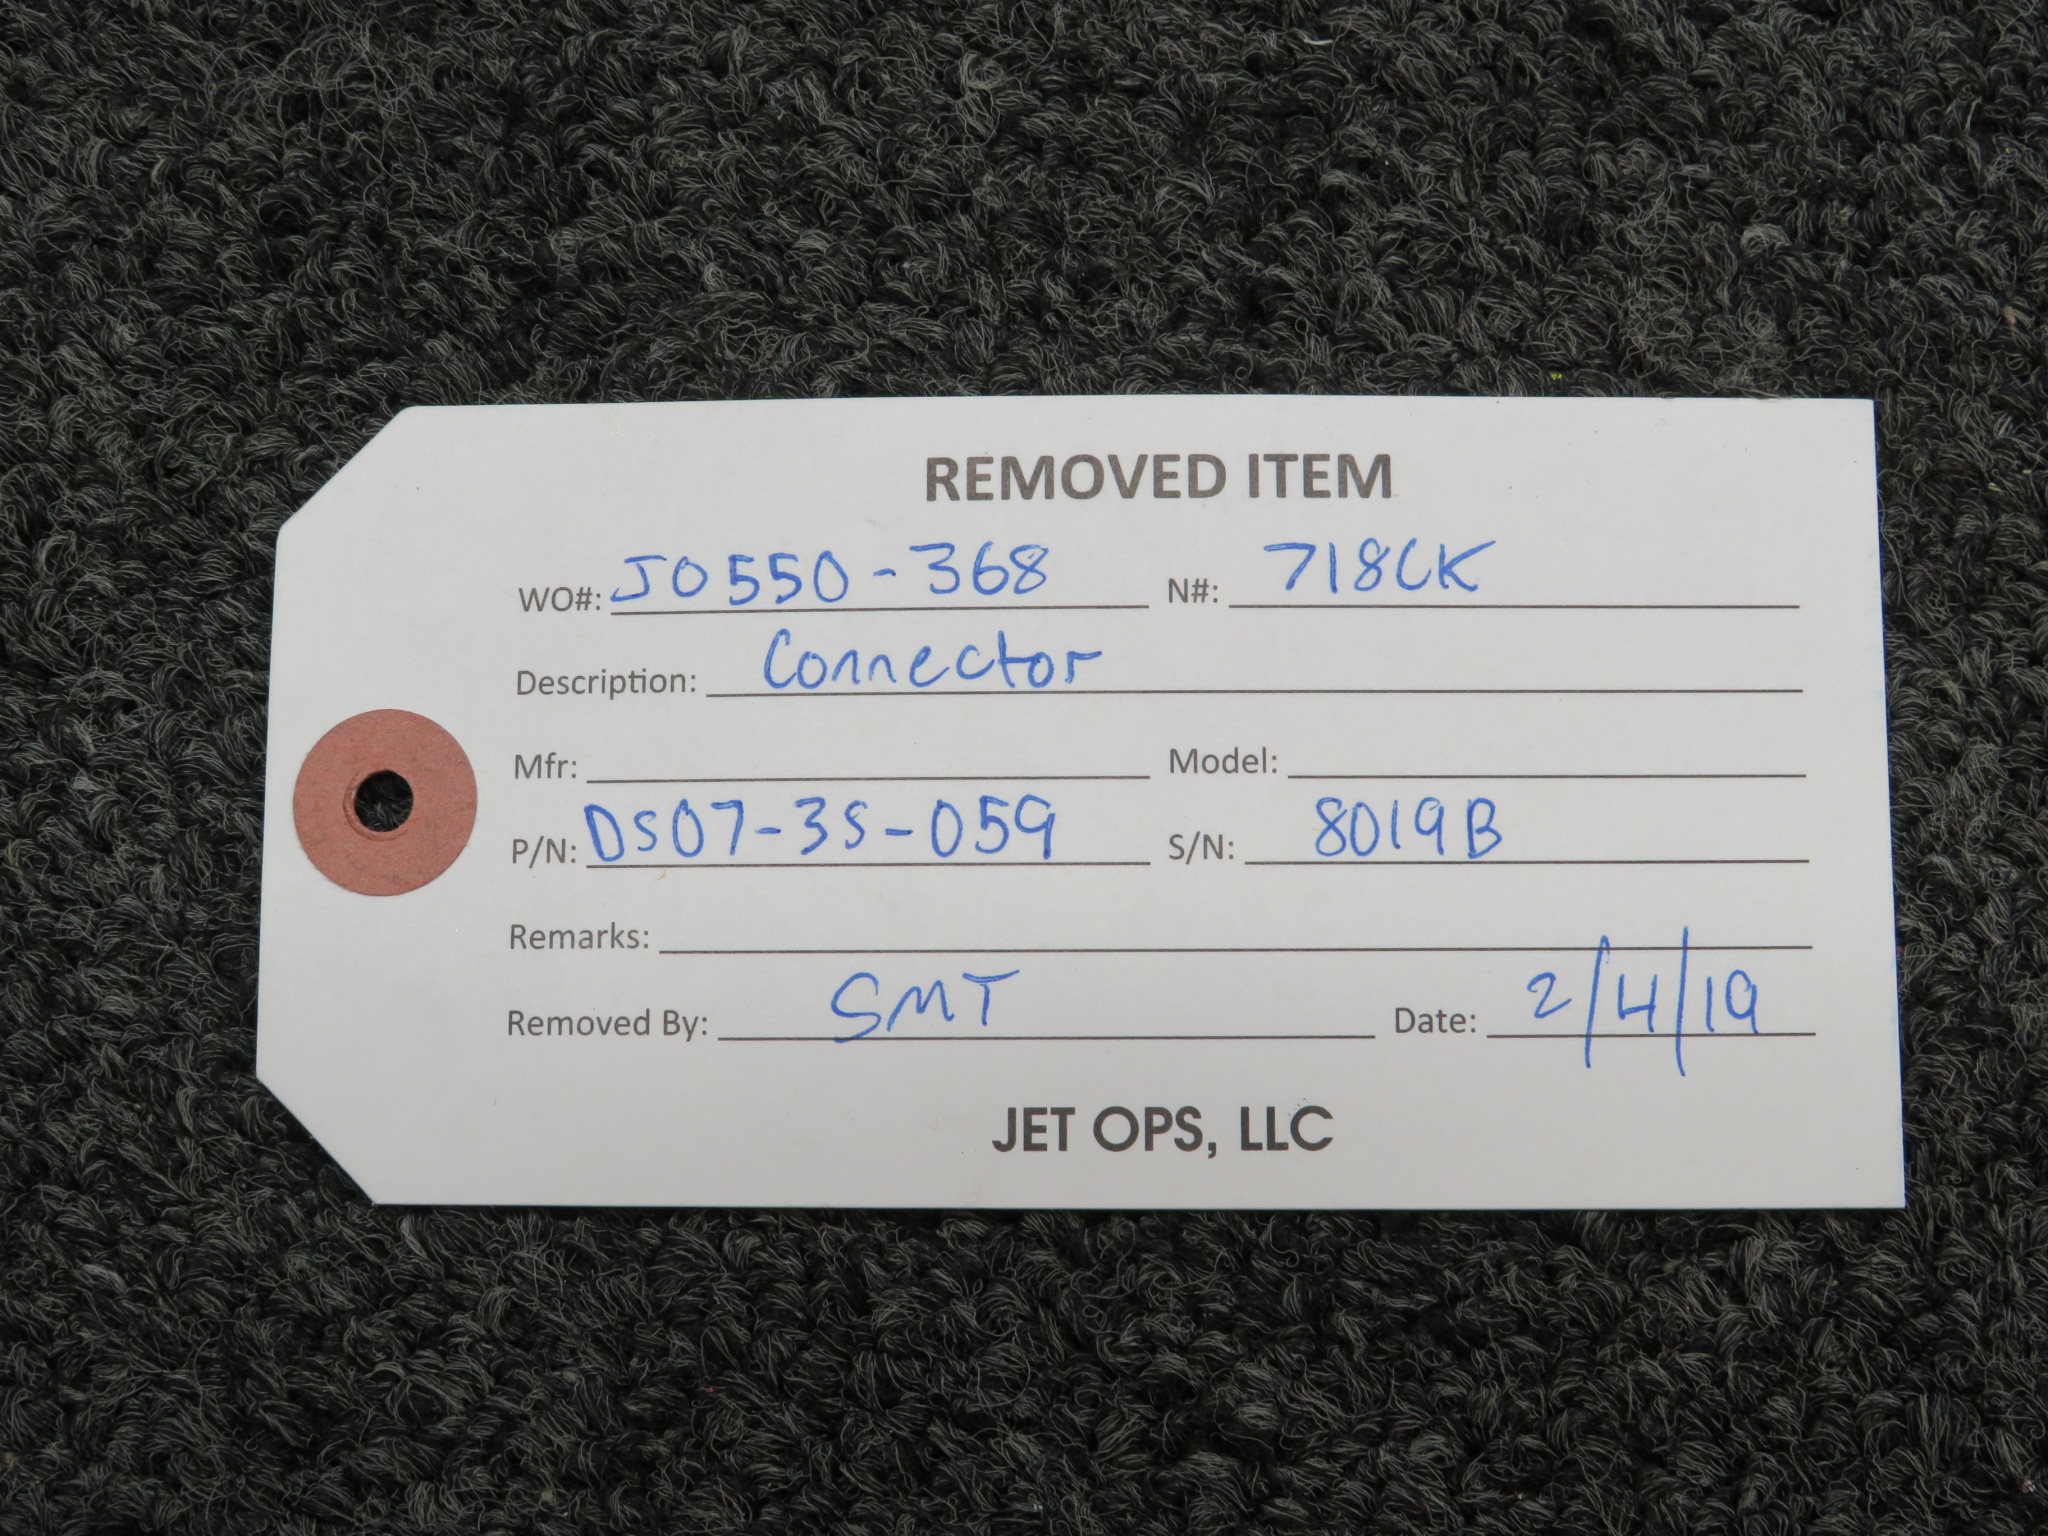 REMOVED ITEM
WO#: JO550-368 N#: 718CK
Description: Connector
Mfr: Model:
P/N: DS07-3S-059 S/N: 8019B
Remarks:
Removed By: SMT Date: 2/4/19
JET OPS, LLC